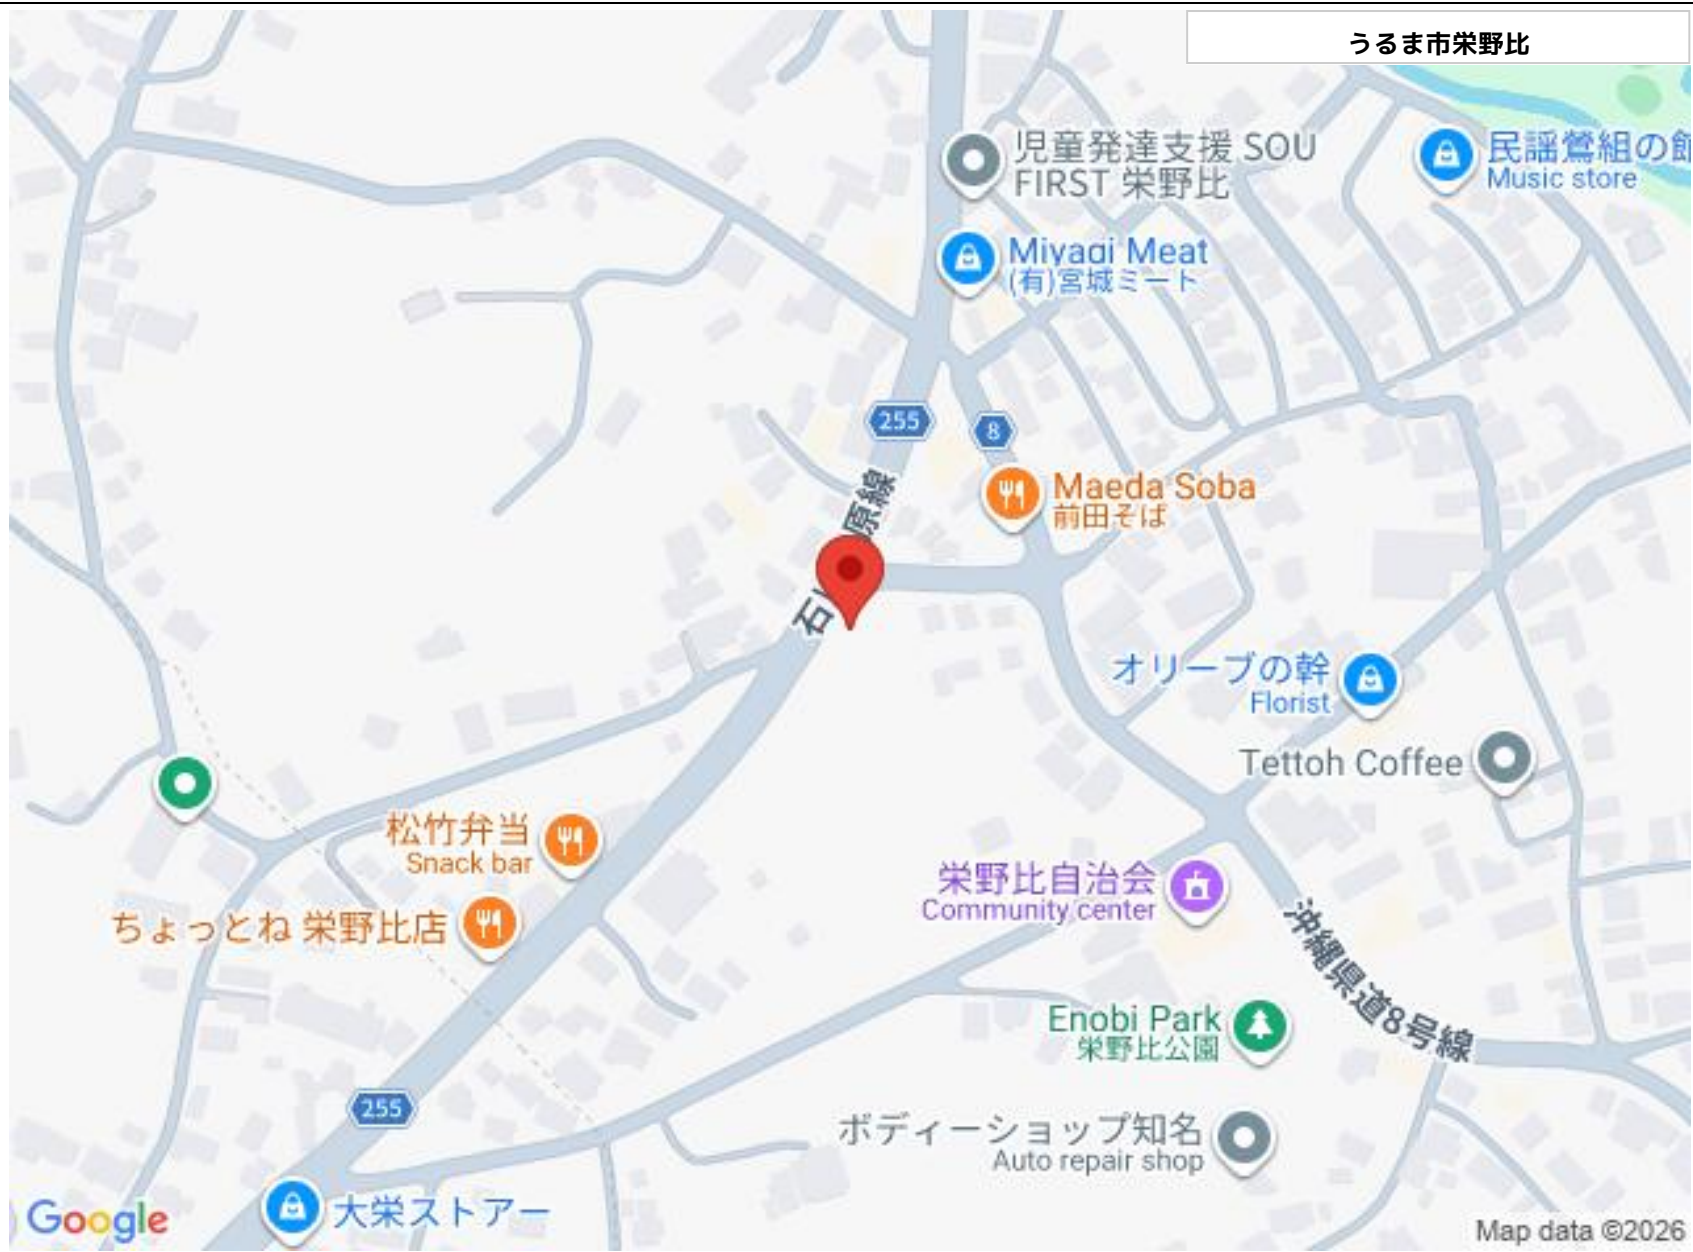 うるま市栄野比
児童発達支援 SOU
FIRST 栄野比
民謡鶯組の館
Music store
Miyagi Meat
(有)宮城ミート
255
8
Maeda Soba
前田そば
石
原線
オリーブの幹
Florist
Tettoh Coffee
松竹弁当
Snack bar
栄野比自治会
Community center
ちょっとね 栄野比店
沖縄県道8号線
Enobi Park
栄野比公園
255
ボディーショップ知名
Auto repair shop
大栄ストアー
Google
Map data ©2026